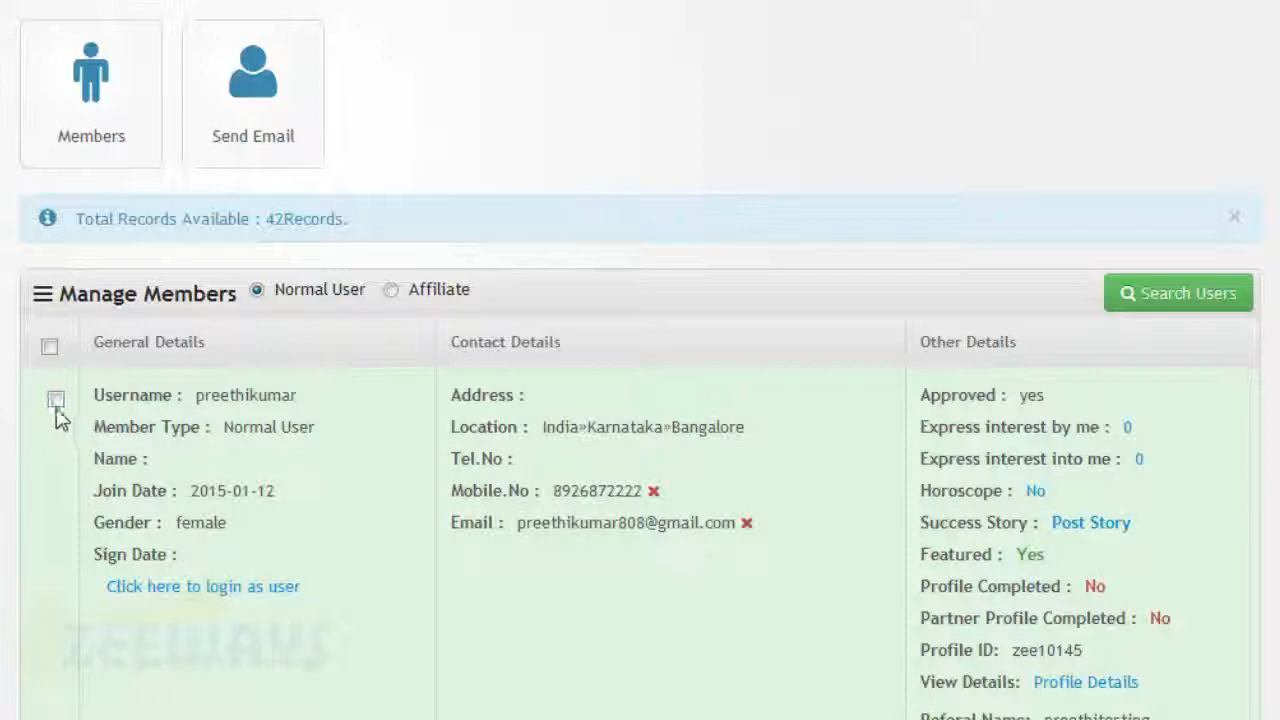 Members
Send Email
Total Records Available : 42Records.
Manage Members
Normal User
Affiliate
Search Users
General Details
Contact Details
Other Details
Username : preethikumar
Member Type : Normal User
Name :
Join Date : 2015-01-12
Gender : female
Sign Date :
Click here to login as user
Address :
Location : India»Karnataka»Bangalore
Tel.No :
Mobile.No : 8926872222
Email : preethikumar808@gmail.com
Approved : yes
Express interest by me : 0
Express interest into me : 0
Horoscope : No
Success Story : Post Story
Featured : Yes
Profile Completed : No
Partner Profile Completed : No
Profile ID: zee10145
View Details: Profile Details
Referal Name: preethitesting
ZEEWAYS